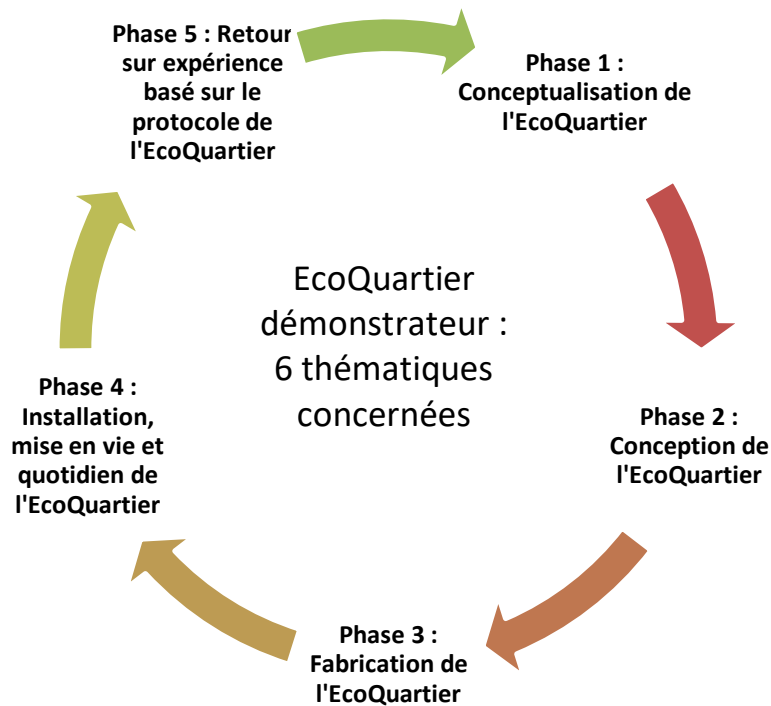 Phase 1 :
Conceptualisation de
l'EcoQuartier
Phase 2 :
Conception de
l'EcoQuartier
Phase 3 :
Fabrication de
l'EcoQuartier
Phase 4 :
Installation,
mise en vie et
quotidien de
l'EcoQuartier
Phase 5 : Retour
sur expérience
basé sur le
protocole de
l'EcoQuartier
EcoQuartier
démonstrateur :
6 thématiques
concernées